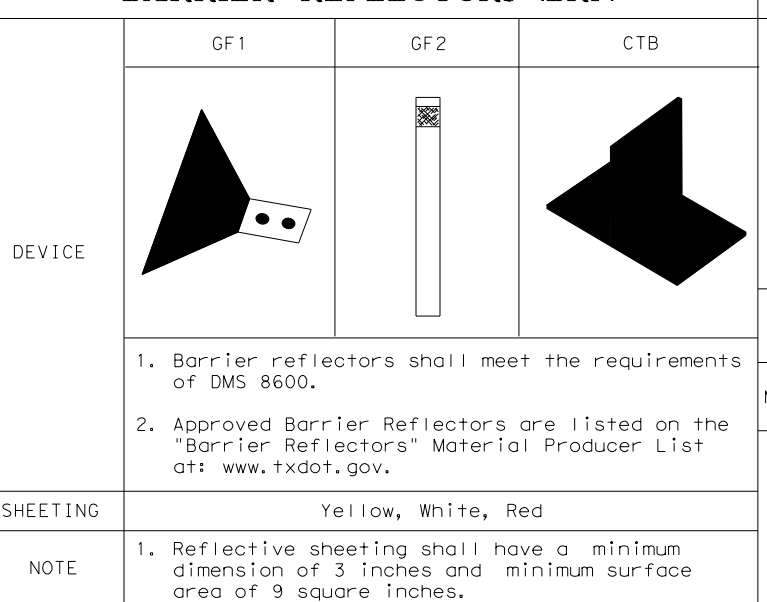 GF1 GF2 CTB
DEVICE
1. Barrier reflectors shall meet the requirements
of DMS 8600.
2. Approved Barrier Reflectors are listed on the
"Barrier Reflectors" Material Producer List
at: www.txdot.gov.
SHEETING Yellow, White, Red
NOTE
1. Reflective sheeting shall have a minimum
dimension of 3 inches and minimum surface
area of 9 square inches.